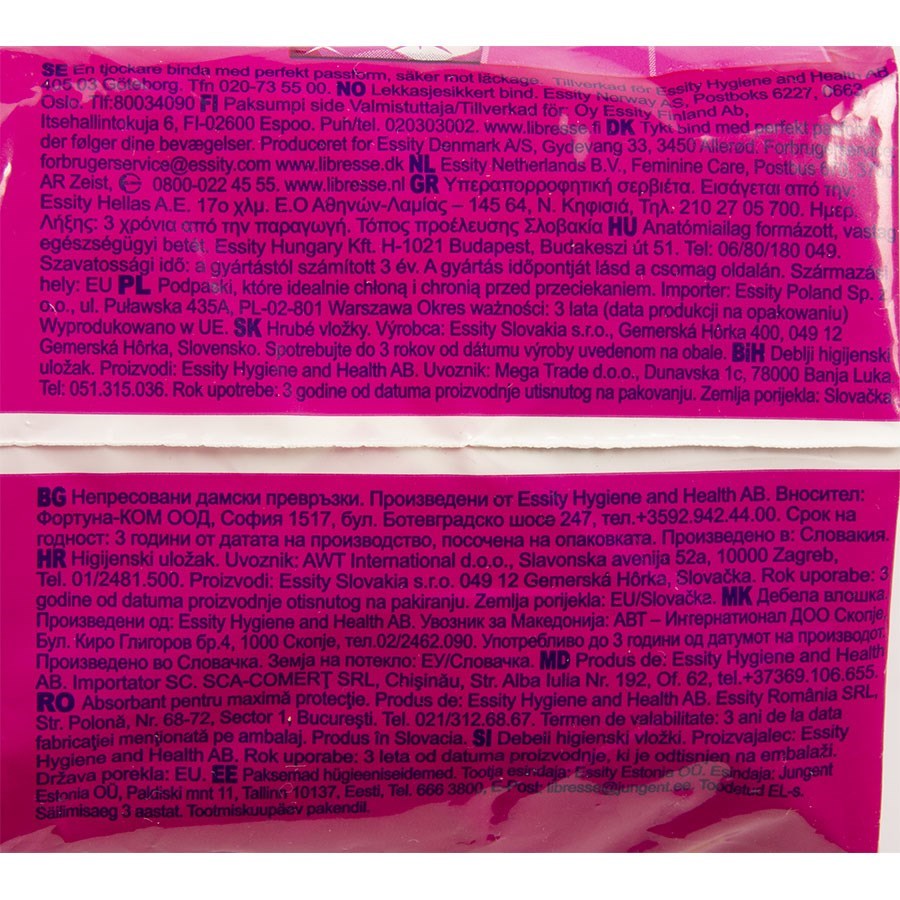 SE En tjockare binda med perfekt passform, säker mot läckage. Tillverkad för Essity Hygiene and Health AB
405 03 Göteborg. Tfn 020-73 55 00. NO Lekkasjesikkert bind. Essity Norway AS, Postboks 6227, 0663
Oslo. Tlf:80034090 FI Paksumpi side. Valmistuttaja/Tillverkad för: Oy Essity Finland Ab,
Itsehallintokuja 6, FI-02600 Espoo. Puh/tel. 020303002. www.libresse.fi DK Tykt bind med perfekt pasform,
der følger dine bevægelser. Produceret for Essity Denmark A/S, Gydevang 33, 3450 Allerød.
forbrugerservice@essity.com www.libresse.dk NL Essity Netherlands B.V., Feminine Care, Postbus
AR Zeist, 0800-022 45 55. www.libresse.nl GR Υπεραπορροφητική σερβιέτα. Εισάγεται από την:
Essity Hellas A.E. 17ο χλμ. Ε.Ο Αθηνών-Λαμίας – 145 64, Ν. Κηφισιά, Τηλ. 210 27 05 700. Ημερ.
Λήξης: 3 χρόνια από την παραγωγή. Τόπος προέλευσης Σλοβακία HU Anatómiailag formázott, vastag
egészségügyi betét. Essity Hungary Kft. H-1021 Budapest, Budakeszi út 51. Tel: 06/80/180 049.
Szavatossági idő: a gyártástól számított 3 év. A gyártás időpontját lásd a csomag oldalán. Származási
hely: EU PL Podpaski, które idealnie chłoną i chronią przed przeciekaniem. Importer: Essity Poland Sp. z
o.o., ul. Puławska 435A, PL-02-801 Warszawa Okres ważności: 3 lata (data produkcji na opakowaniu)
Wyprodukowano w UE. SK Hrubé vložky. Výrobca: Essity Slovakia s.r.o., Gemerská Hôrka 400, 049 12
Gemerská Hôrka, Slovensko. Spotrebujte do 3 rokov od dátumu výroby uvedenom na obale. BiH Deblji higijenski
uložak. Proizvodi: Essity Hygiene and Health AB. Uvoznik: Mega Trade d.o.o., Dunavska 1c, 78000 Banja Luka
Tel: 051.315.036. Rok upotrebe: 3 godine od datuma proizvodnje utisnutog na pakovanju. Zemlja porijekla: Slovačka
BG Непресовани дамски превръзки. Произведени от Essity Hygiene and Health AB. Вносител:
Фортуна-КОМ ООД, София 1517, бул. Ботевградско шосе 247, тел.+3592.942.44.00. Срок на
годност: 3 години от датата на производство, посочена на опаковката. Произведено в: Словакия.
HR Higijenski uložak. Uvoznik: AWT International d.o.o., Slavonska avenija 52a, 10000 Zagreb,
Tel. 01/2481.500. Proizvodi: Essity Slovakia s.r.o. 049 12 Gemerská Hôrka, Slovačka. Rok uporabe: 3
godine od datuma proizvodnje otisnutog na pakiranju. Zemlja porijekla: EU/Slovačka. MK Дебела влошка.
Произведени од: Essity Hygiene and Health AB. Увозник за Македонија: АВТ – Интернационал ДОО Скопје,
Бул. Киро Глигоров бр.4, 1000 Скопје, тел.02/2462.090. Употребливо до 3 години од датумот на производот.
Произведено во Словачка. Земја на потекло: ЕУ/Словачка. MD Produs de: Essity Hygiene and Health
AB. Importator SC. SCA-COMERŢ SRL, Chişinău, Str. Alba Iulia Nr. 192, Of. 62, tel.+37369.106.655.
RO Absorbant pentru maximă protecţie. Produs de: Essity Hygiene and Health AB. Essity România SRL,
Str. Polonă, Nr. 68-72, Sector 1, Bucureşti. Tel. 021/312.68.67. Termen de valabilitate: 3 ani de la data
fabricaţiei menţionată pe ambalaj. Produs în Slovacia. SI Debeli higienski vložki. Proizvajalec: Essity
Hygiene and Health AB. Rok uporabe: 3 leta od datuma proizvodnje, ki je odtisnjen na embalaži.
Država porekla: EU. EE Paksemad hügieenisidemed. Tootja esindaja: Essity Estonia OÜ. Esindaja: Jungent
Estonia OÜ, Paldiski mnt 11, Tallinn 10137, Eesti, Tel. 666 3800, E-Post: libresse@jungent.ee. Toodetud EL-s.
Säilimisaeg 3 aastat. Tootmiskuupäev pakendil.